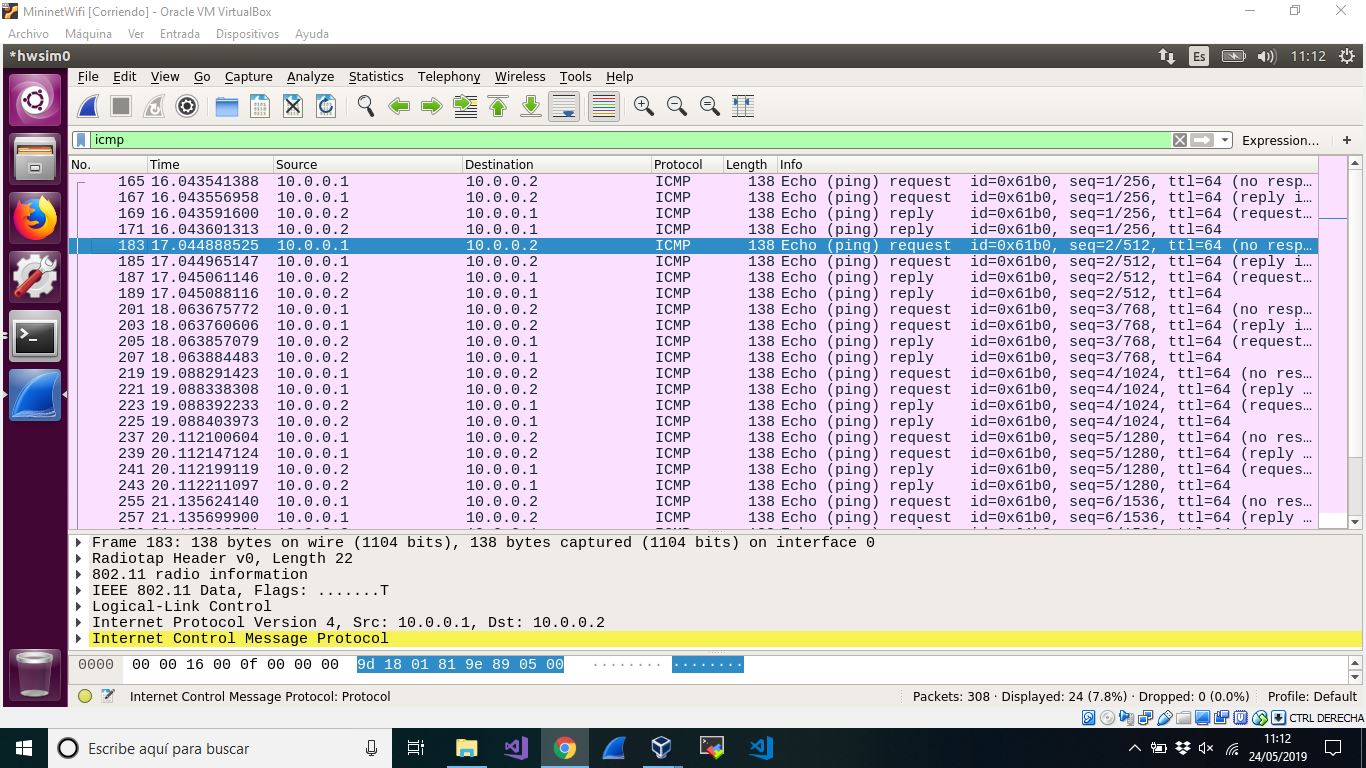 MininetWifi [Corriendo] - Oracle VM VirtualBox
Archivo Máquina Ver Entrada Dispositivos Ayuda
*hwsim0 Es 11:12
File Edit View Go Capture Analyze Statistics Telephony Wireless Tools Help
icmp Expression... +
No. Time Source Destination Protocol Length Info
165 16.043541388 10.0.0.1 10.0.0.2 ICMP 138 Echo (ping) request id=0x61b0, seq=1/256, ttl=64 (no resp…
167 16.043556958 10.0.0.1 10.0.0.2 ICMP 138 Echo (ping) request id=0x61b0, seq=1/256, ttl=64 (reply i…
169 16.043591600 10.0.0.2 10.0.0.1 ICMP 138 Echo (ping) reply id=0x61b0, seq=1/256, ttl=64 (request…
171 16.043601313 10.0.0.2 10.0.0.1 ICMP 138 Echo (ping) reply id=0x61b0, seq=1/256, ttl=64
183 17.044888525 10.0.0.1 10.0.0.2 ICMP 138 Echo (ping) request id=0x61b0, seq=2/512, ttl=64 (no resp…
185 17.044965147 10.0.0.1 10.0.0.2 ICMP 138 Echo (ping) request id=0x61b0, seq=2/512, ttl=64 (reply i…
187 17.045061146 10.0.0.2 10.0.0.1 ICMP 138 Echo (ping) reply id=0x61b0, seq=2/512, ttl=64 (request…
189 17.045088116 10.0.0.2 10.0.0.1 ICMP 138 Echo (ping) reply id=0x61b0, seq=2/512, ttl=64
201 18.063675772 10.0.0.1 10.0.0.2 ICMP 138 Echo (ping) request id=0x61b0, seq=3/768, ttl=64 (no resp…
203 18.063760606 10.0.0.1 10.0.0.2 ICMP 138 Echo (ping) request id=0x61b0, seq=3/768, ttl=64 (reply i…
205 18.063857079 10.0.0.2 10.0.0.1 ICMP 138 Echo (ping) reply id=0x61b0, seq=3/768, ttl=64 (request…
207 18.063884483 10.0.0.2 10.0.0.1 ICMP 138 Echo (ping) reply id=0x61b0, seq=3/768, ttl=64
219 19.088291423 10.0.0.1 10.0.0.2 ICMP 138 Echo (ping) request id=0x61b0, seq=4/1024, ttl=64 (no res…
221 19.088338308 10.0.0.1 10.0.0.2 ICMP 138 Echo (ping) request id=0x61b0, seq=4/1024, ttl=64 (reply …
223 19.088392233 10.0.0.2 10.0.0.1 ICMP 138 Echo (ping) reply id=0x61b0, seq=4/1024, ttl=64 (reques…
225 19.088403973 10.0.0.2 10.0.0.1 ICMP 138 Echo (ping) reply id=0x61b0, seq=4/1024, ttl=64
237 20.112100604 10.0.0.1 10.0.0.2 ICMP 138 Echo (ping) request id=0x61b0, seq=5/1280, ttl=64 (no res…
239 20.112147124 10.0.0.1 10.0.0.2 ICMP 138 Echo (ping) request id=0x61b0, seq=5/1280, ttl=64 (reply …
241 20.112199119 10.0.0.2 10.0.0.1 ICMP 138 Echo (ping) reply id=0x61b0, seq=5/1280, ttl=64 (reques…
243 20.112211097 10.0.0.2 10.0.0.1 ICMP 138 Echo (ping) reply id=0x61b0, seq=5/1280, ttl=64
255 21.135624140 10.0.0.1 10.0.0.2 ICMP 138 Echo (ping) request id=0x61b0, seq=6/1536, ttl=64 (no res…
257 21.135699900 10.0.0.1 10.0.0.2 ICMP 138 Echo (ping) request id=0x61b0, seq=6/1536, ttl=64 (reply …
Frame 183: 138 bytes on wire (1104 bits), 138 bytes captured (1104 bits) on interface 0
Radiotap Header v0, Length 22
802.11 radio information
IEEE 802.11 Data, Flags: .......T
Logical-Link Control
Internet Protocol Version 4, Src: 10.0.0.1, Dst: 10.0.0.2
Internet Control Message Protocol
0000 00 00 16 00 0f 00 00 00 9d 18 01 81 9e 89 05 00 ········ ········
Internet Control Message Protocol: Protocol Packets: 308 · Displayed: 24 (7.8%) · Dropped: 0 (0.0%) Profile: Default
CTRL DERECHA
Escribe aquí para buscar
11:12
24/05/2019